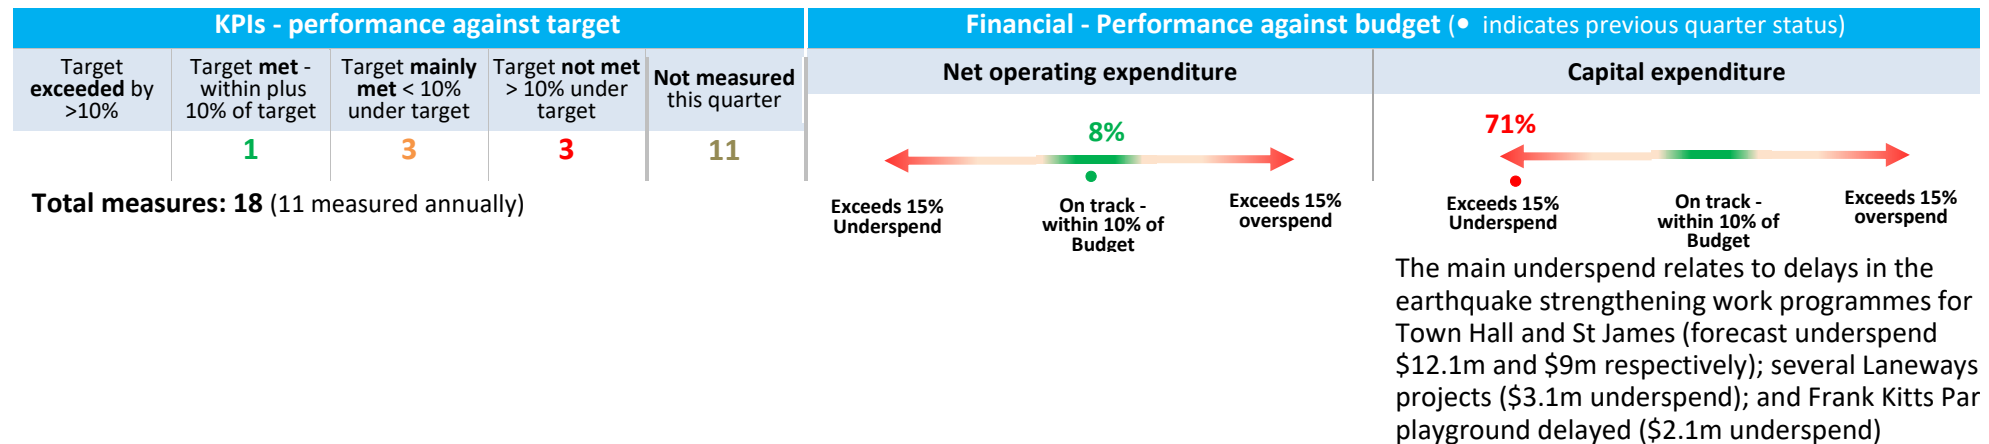 KPIs - performance against target
Target exceeded by >10%
Target met - within plus 10% of target
Target mainly met < 10% under target
Target not met > 10% under target
Not measured this quarter
1
3
3
11
Total measures: 18 (11 measured annually)
Financial - Performance against budget (• indicates previous quarter status)
Net operating expenditure
8%
Exceeds 15% Underspend
On track - within 10% of Budget
Exceeds 15% overspend
Capital expenditure
71%
Exceeds 15% Underspend
On track - within 10% of Budget
Exceeds 15% overspend
The main underspend relates to delays in the
earthquake strengthening work programmes for
Town Hall and St James (forecast underspend
$12.1m and $9m respectively); several Laneways
projects ($3.1m underspend); and Frank Kitts Par
playground delayed ($2.1m underspend)